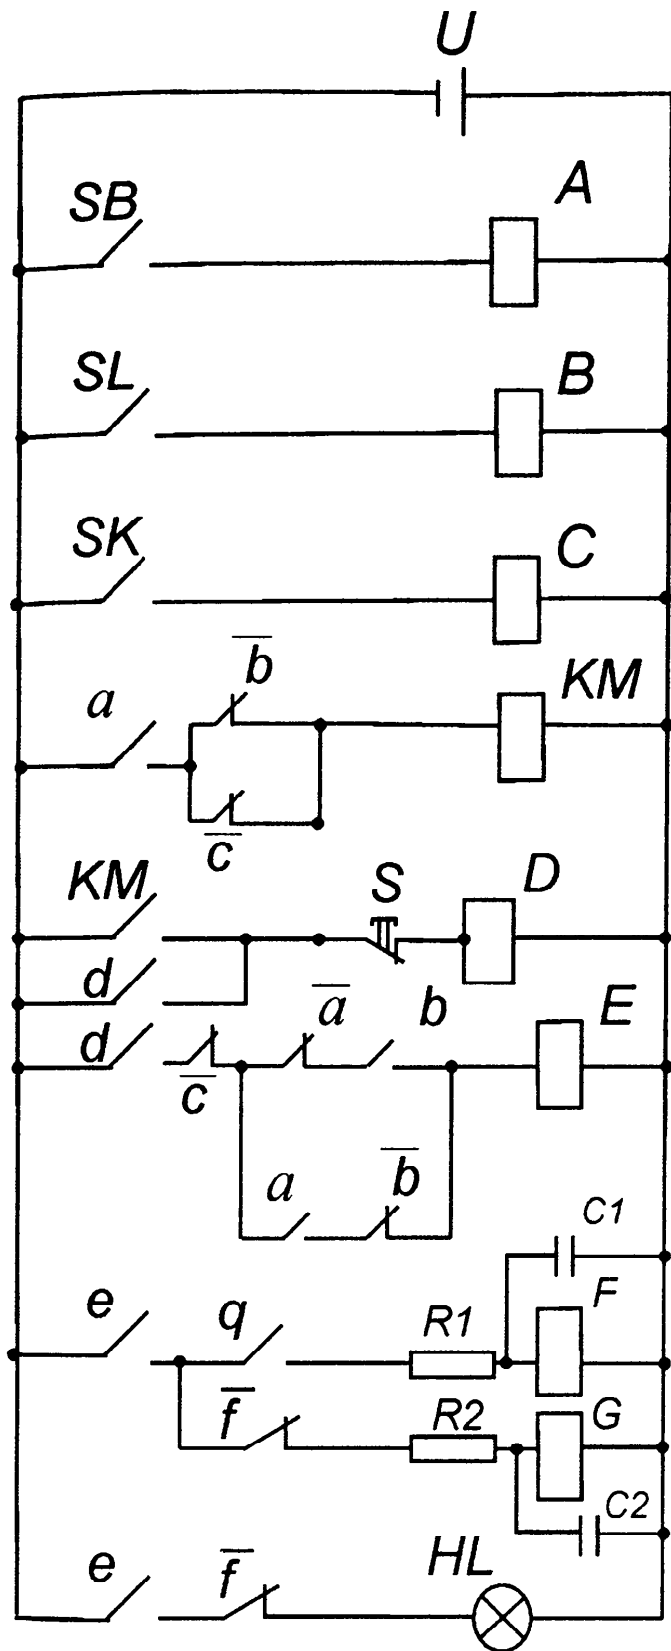 U
SB A
SL B
SK C
a b̅ KM
c̅
KM S D
d
d c̅ a̅ b E
a b̅
C1
e q R1 F
f̅ R2 G
C2
e f̅ HL